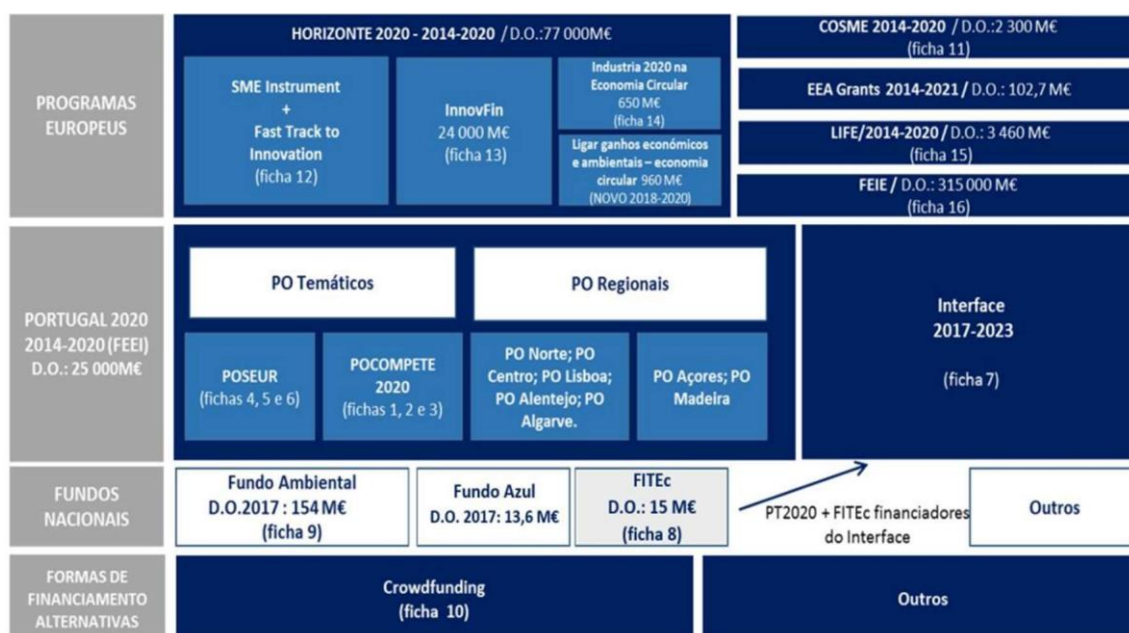 PROGRAMAS
EUROPEUS
HORIZONTE 2020 - 2014-2020 / D.O.:77 000M€
SME Instrument
+
Fast Track to
Innovation
(ficha 12)
InnovFin
24 000 M€
(ficha 13)
Industria 2020 na
Economia Circular
650 M€
(ficha 14)
Ligar ganhos económicos
e ambientais – economia
circular 960 M€
(NOVO 2018-2020)
COSME 2014-2020 / D.O.:2 300 M€
(ficha 11)
EEA Grants 2014-2021 / D.O.: 102,7 M€
LIFE/2014-2020 / D.O.: 3 460 M€
(ficha 15)
FEIE / D.O.: 315 000 M€
(ficha 16)
PORTUGAL 2020
2014-2020 (FEEI)
D.O.: 25 000M€
PO Temáticos
PO Regionais
POSEUR
(fichas 4, 5 e 6)
POCOMPETE
2020
(fichas 1, 2 e 3)
PO Norte; PO
Centro; PO Lisboa;
PO Alentejo; PO
Algarve.
PO Açores; PO
Madeira
Interface
2017-2023
(ficha 7)
FUNDOS
NACIONAIS
Fundo Ambiental
D.O.2017 : 154 M€
(ficha 9)
Fundo Azul
D.O. 2017: 13,6 M€
FITEc
D.O.: 15 M€
(ficha 8)
PT2020 + FITEc financiadores
do Interface
Outros
FORMAS DE
FINANCIAMENTO
ALTERNATIVAS
Crowdfunding
(ficha 10)
Outros